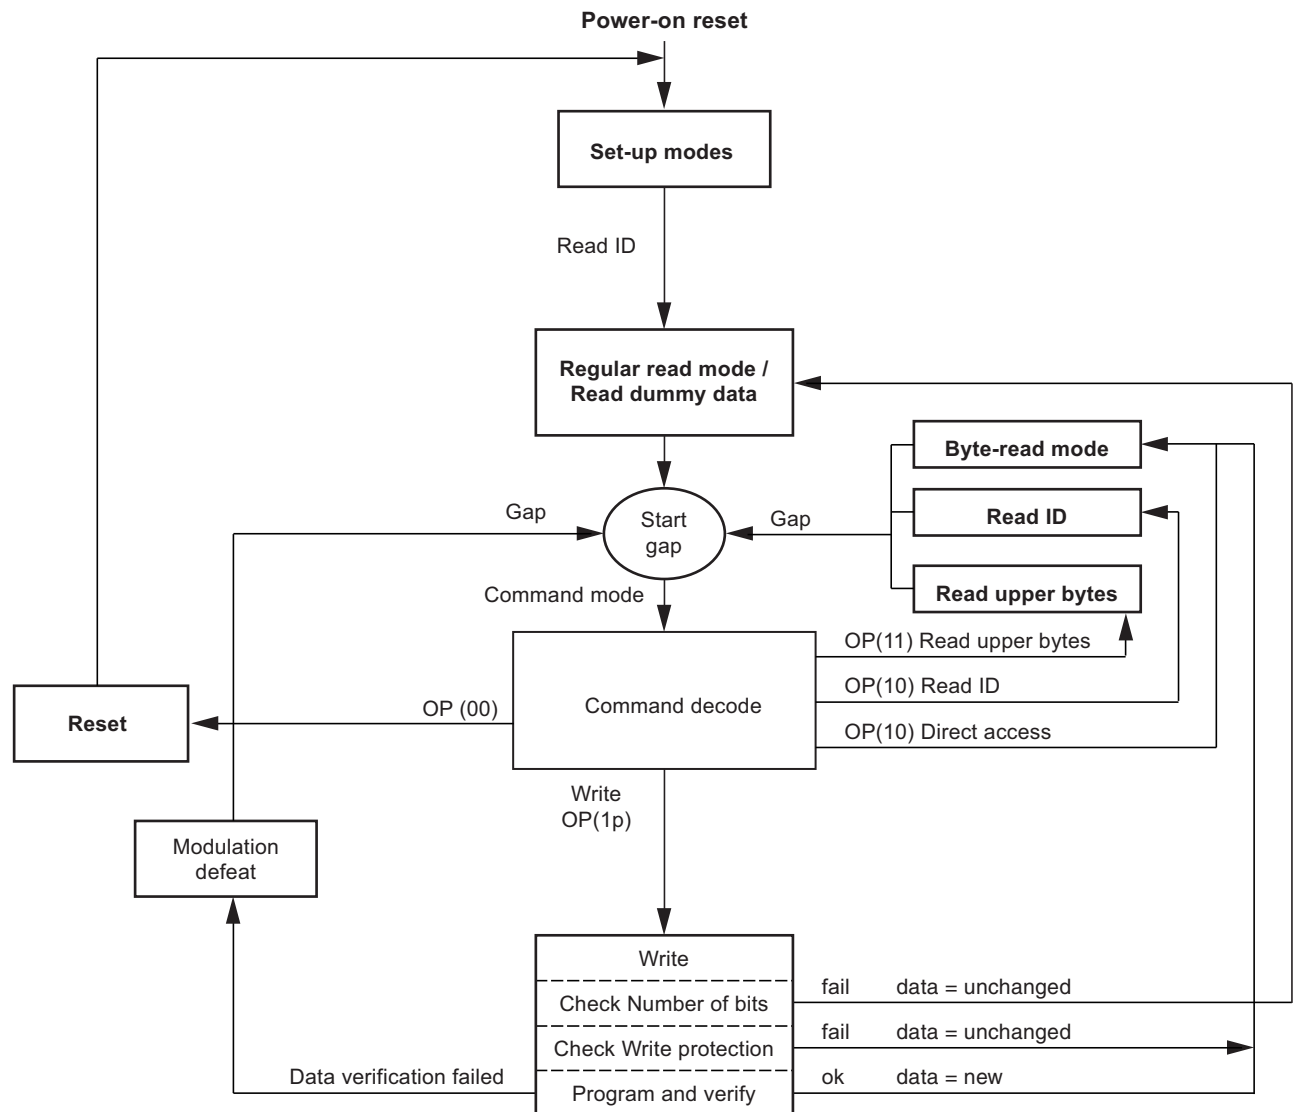 Power-on reset
Set-up modes
Read ID
Regular read mode /
Read dummy data
Byte-read mode
Gap
Start
gap
Gap
Read ID
Command mode
Read upper bytes
OP(11) Read upper bytes
OP(10) Read ID
Command decode
OP (00)
Reset
OP(10) Direct access
Write
OP(1p)
Modulation
defeat
Write
Check Number of bits
fail data = unchanged
Check Write protection
fail data = unchanged
Data verification failed
Program and verify
ok data = new